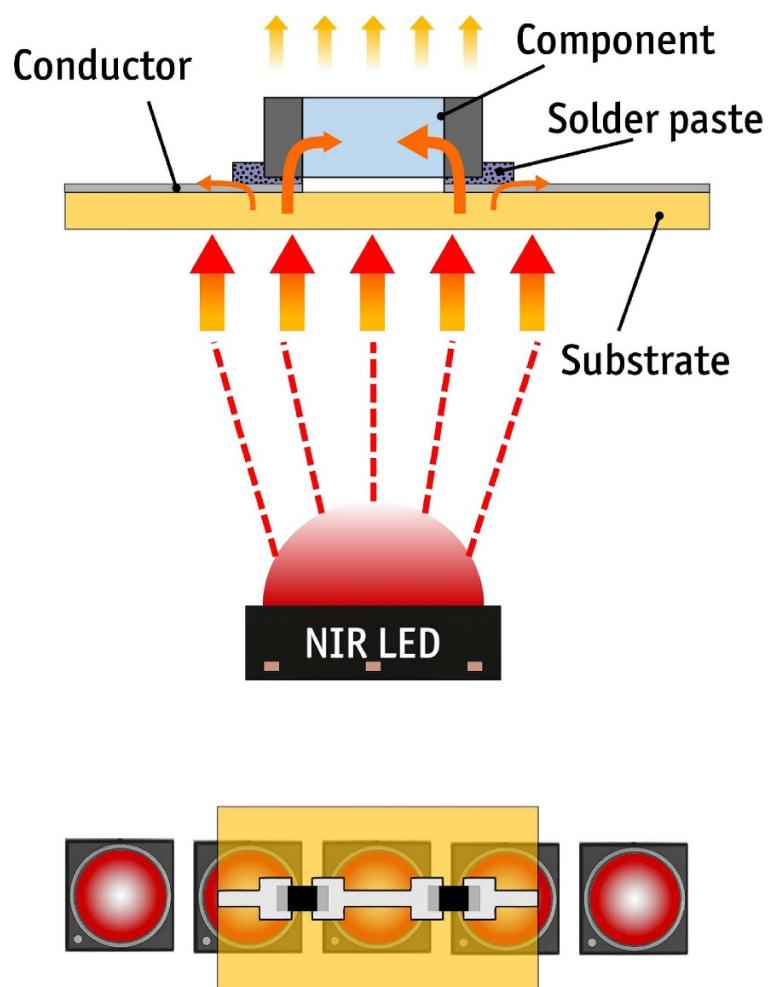 Component
Conductor
Solder paste
Substrate
NIR LED